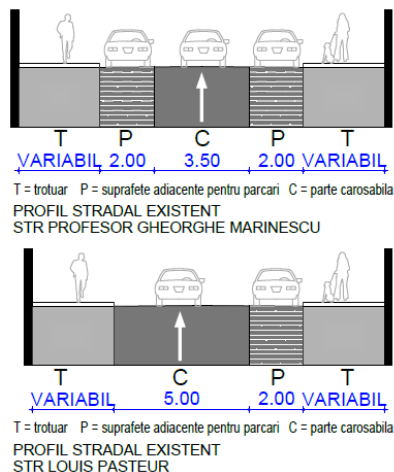 T P C P T
VARIABIL 2.00 3.50 2.00 VARIABIL
T = trotuar P = suprafete adiacente pentru parcari C = parte carosabila
PROFIL STRADAL EXISTENT
STR PROFESOR GHEORGHE MARINESCU
T C P T
VARIABIL 5.00 2.00 VARIABIL
T = trotuar P = suprafete adiacente pentru parcari C = parte carosabila
PROFIL STRADAL EXISTENT
STR LOUIS PASTEUR